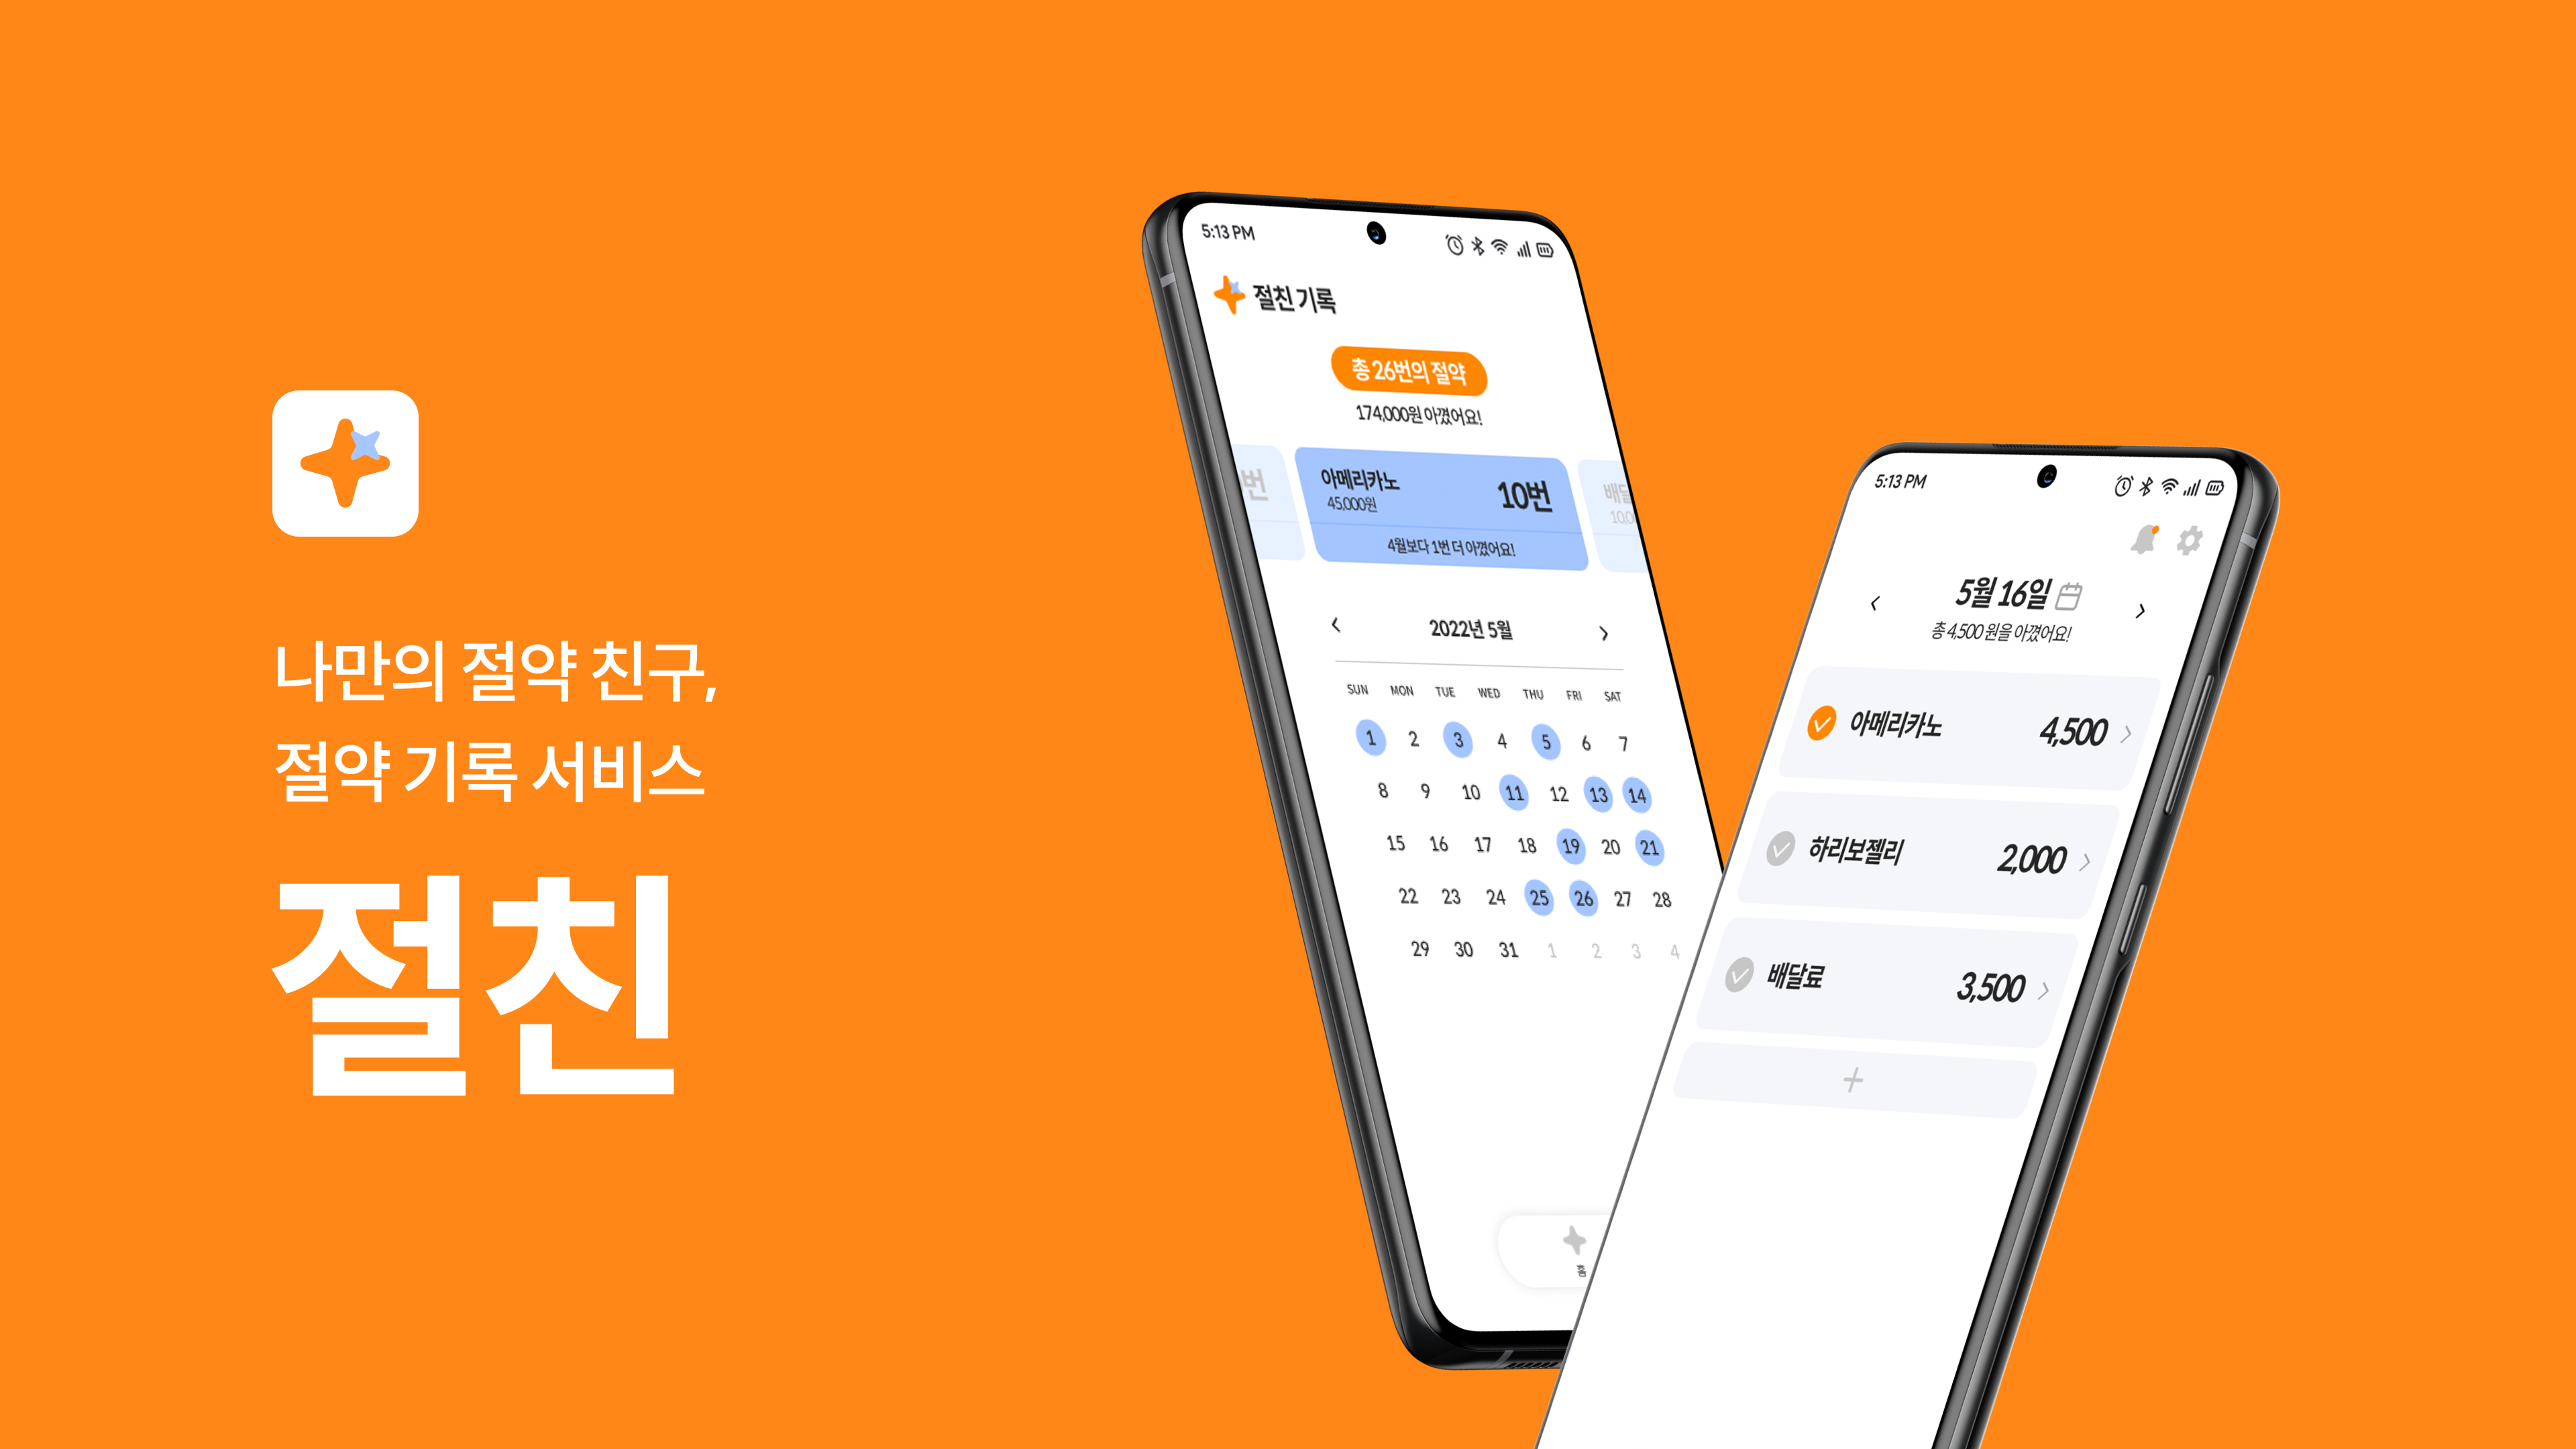 나만의 절약 친구,
절약 기록 서비스
절친
5:13 PM
절친 기록
총 26번의 절약
174,000원 아꼈어요!
번
아메리카노
45,000원
10번
4월보다 1번 더 아꼈어요!
2022년 5월
SUN MON TUE WED THU FRI SAT
1 2 3 4 5 6 7
8 9 10 11 12 13 14
15 16 17 18 19 20 21
22 23 24 25 26 27 28
29 30 31 1 2 3 4
홈
5:13 PM
5월 16일
총 4,500 원을 아꼈어요!
아메리카노 4,500
하리보젤리 2,000
배달료 3,500